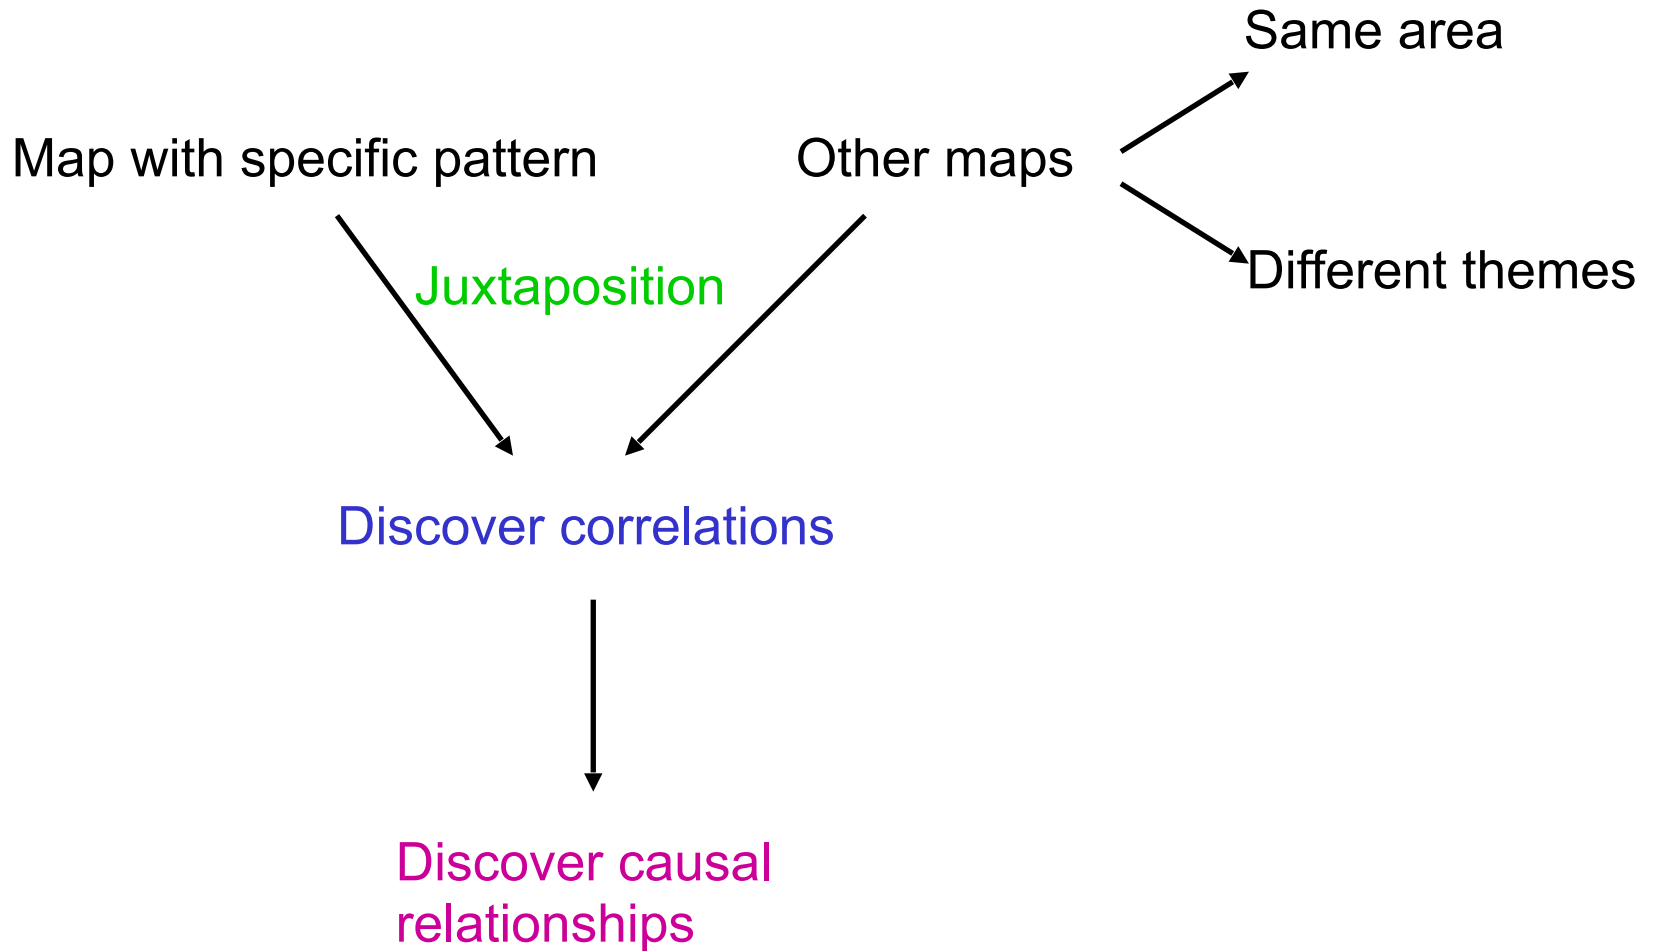 Same area
Map with specific pattern
Other maps
Different themes
Juxtaposition
Discover correlations
Discover causal
relationships